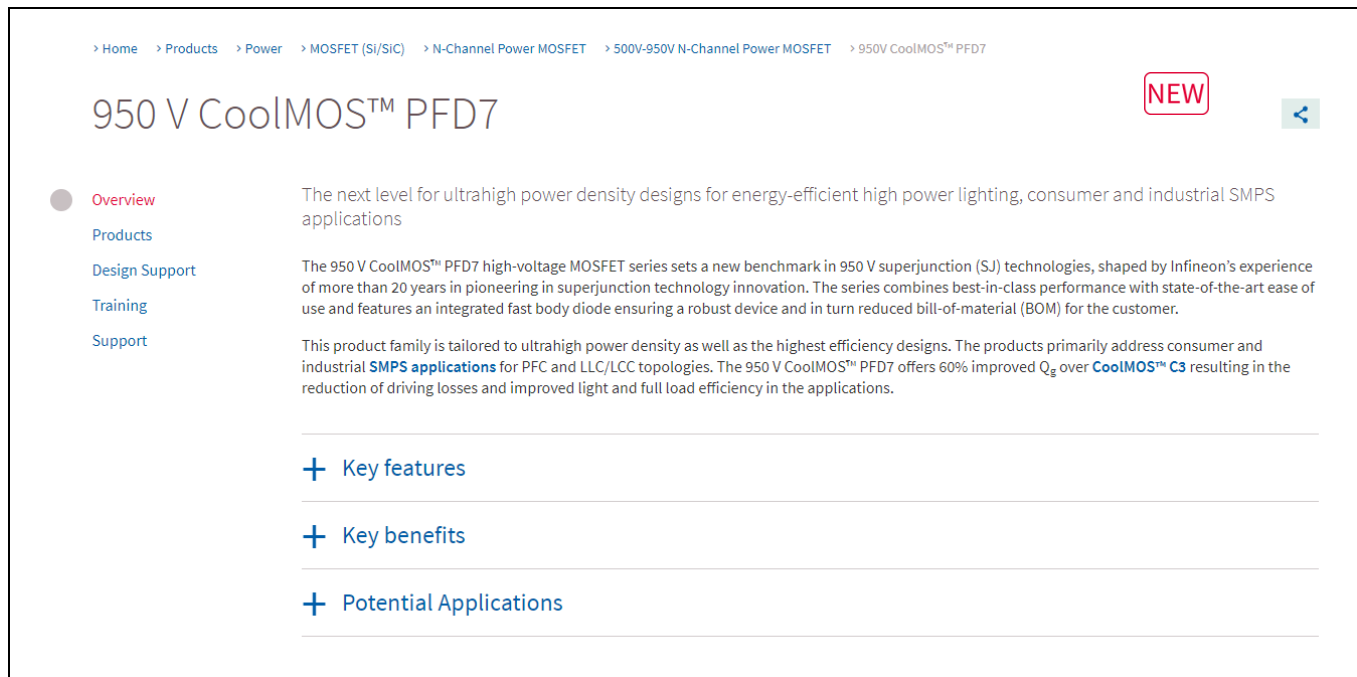 > Home > Products > Power > MOSFET (Si/SiC) > N-Channel Power MOSFET > 500V-950V N-Channel Power MOSFET > 950V CoolMOS™ PFD7
950 V CoolMOS™ PFD7
NEW
Overview
Products
Design Support
Training
Support
The next level for ultrahigh power density designs for energy-efficient high power lighting, consumer and industrial SMPS
applications
The 950 V CoolMOS™ PFD7 high-voltage MOSFET series sets a new benchmark in 950 V superjunction (SJ) technologies, shaped by Infineon's experience
of more than 20 years in pioneering in superjunction technology innovation. The series combines best-in-class performance with state-of-the-art ease of
use and features an integrated fast body diode ensuring a robust device and in turn reduced bill-of-material (BOM) for the customer.
This product family is tailored to ultrahigh power density as well as the highest efficiency designs. The products primarily address consumer and
industrial SMPS applications for PFC and LLC/LCC topologies. The 950 V CoolMOS™ PFD7 offers 60% improved Qg over CoolMOS™ C3 resulting in the
reduction of driving losses and improved light and full load efficiency in the applications.
+ Key features
+ Key benefits
+ Potential Applications